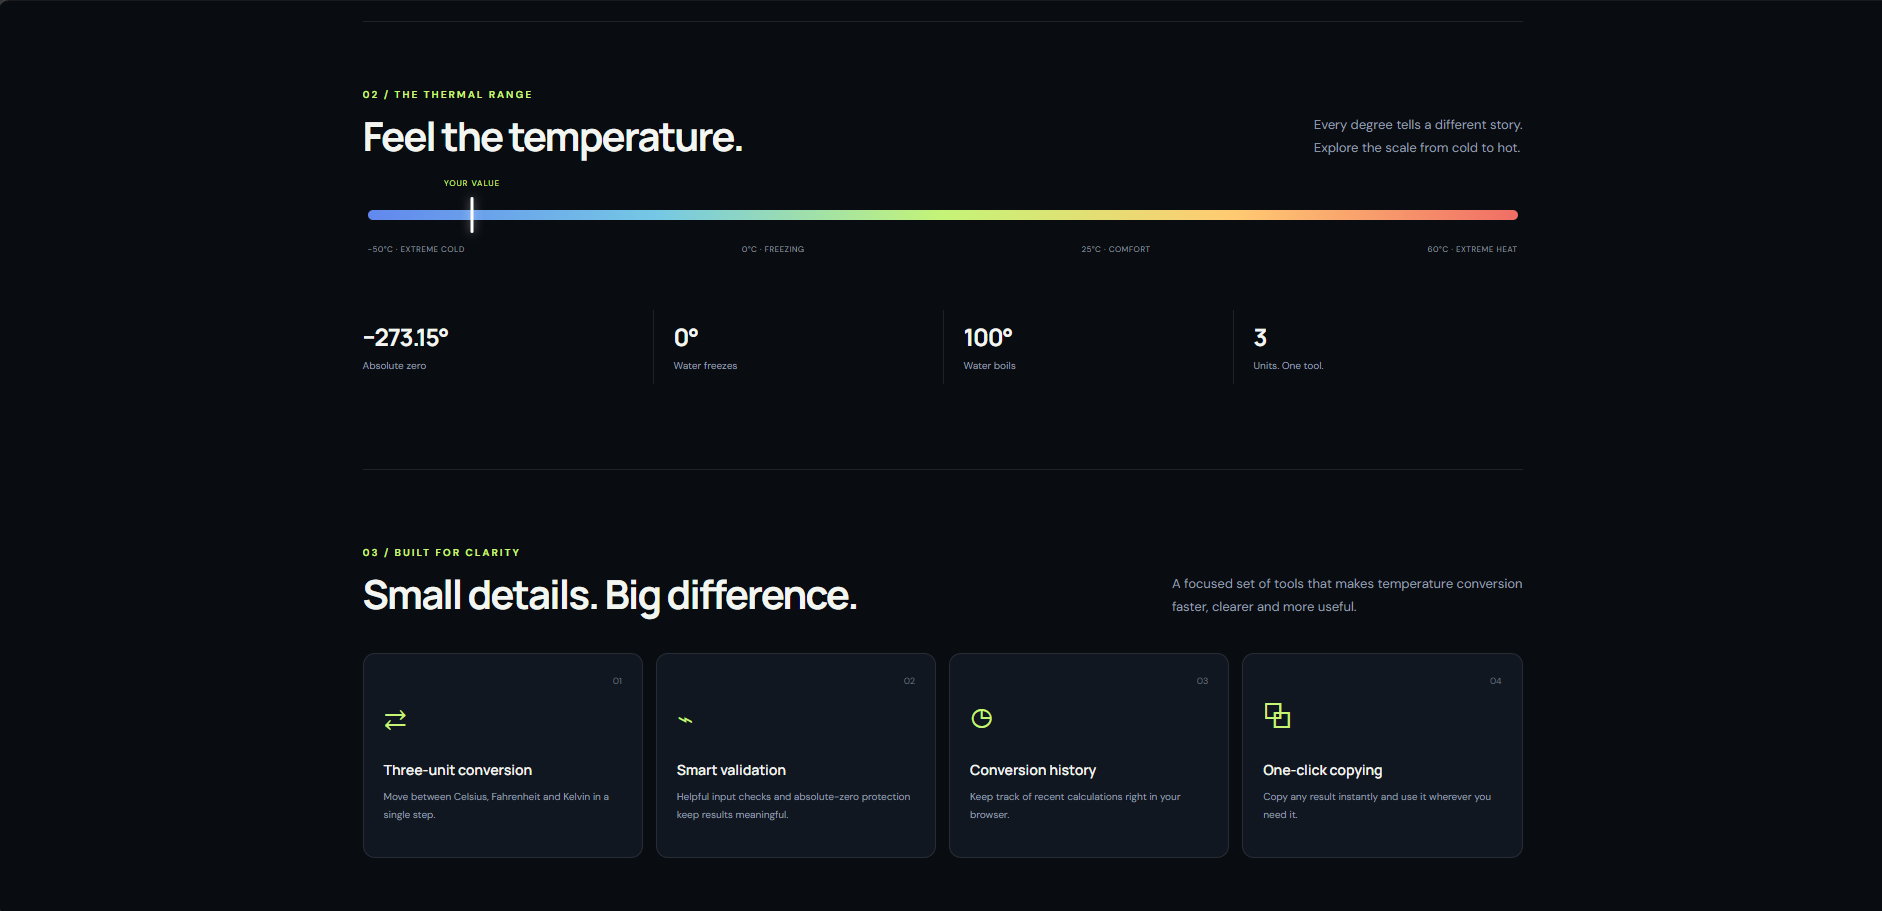 02 / THE THERMAL RANGE
Feel the temperature.
Every degree tells a different story.
Explore the scale from cold to hot.
YOUR VALUE
−50°C · EXTREME COLD
0°C · FREEZING
25°C · COMFORT
60°C · EXTREME HEAT
−273.15°
Absolute zero
0°
Water freezes
100°
Water boils
3
Units. One tool.
03 / BUILT FOR CLARITY
Small details. Big difference.
A focused set of tools that makes temperature conversion
faster, clearer and more useful.
01
Three-unit conversion
Move between Celsius, Fahrenheit and Kelvin in a
single step.
02
Smart validation
Helpful input checks and absolute-zero protection
keep results meaningful.
03
Conversion history
Keep track of recent calculations right in your
browser.
04
One-click copying
Copy any result instantly and use it wherever you
need it.